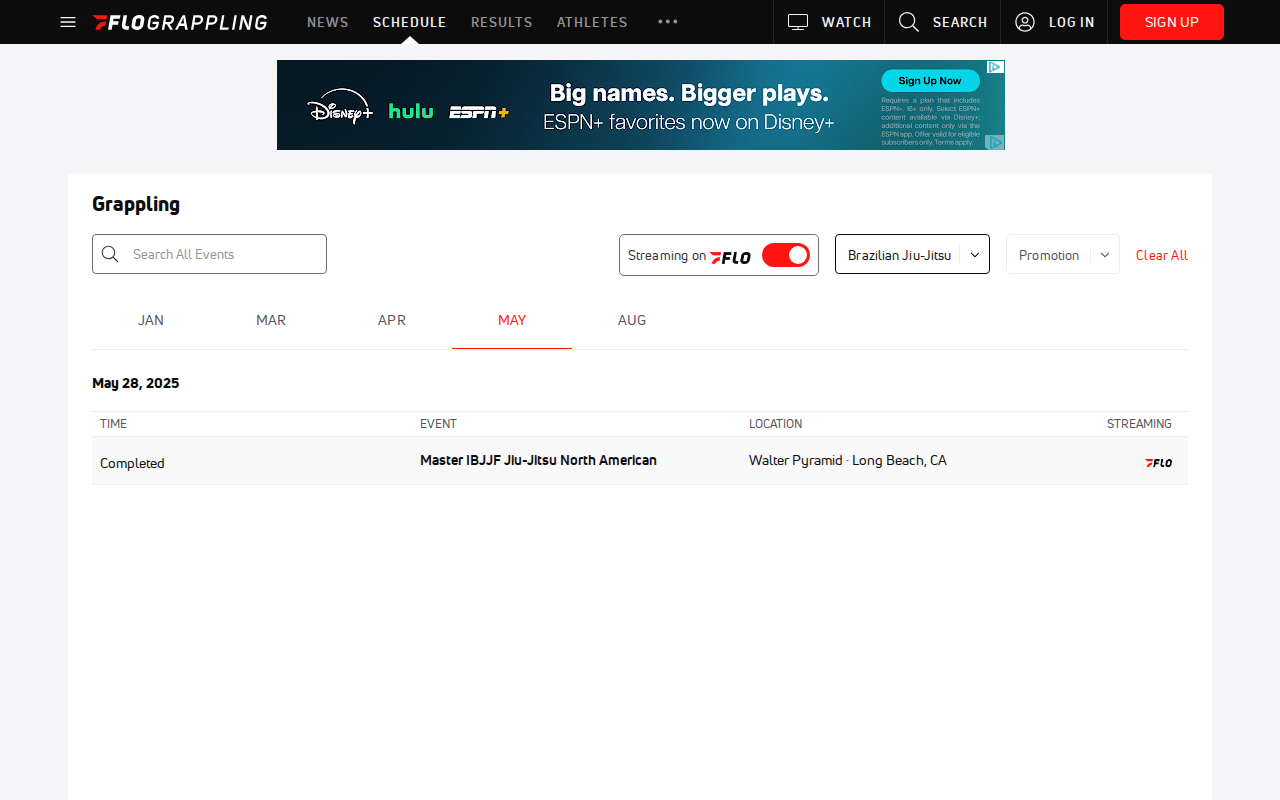 FLOGRAPPLING NEWS SCHEDULE RESULTS ATHLETES WATCH SEARCH LOG IN SIGN UP
Disney+ hulu ESPN+
Big names. Bigger plays.
ESPN+ favorites now on Disney+
Sign Up Now
Requires a plan that includes
ESPN+. 18+ only. Select ESPN+
content available via Disney+;
additional content only via the
ESPN app. Offer valid for eligible
subscribers only. Terms apply.
Grappling
Search All Events
Streaming on FLO
Brazilian Jiu-Jitsu
Promotion
Clear All
JAN MAR APR MAY AUG
May 28, 2025
TIME EVENT LOCATION STREAMING
Completed Master IBJJF Jiu-Jitsu North American Walter Pyramid · Long Beach, CA FLO